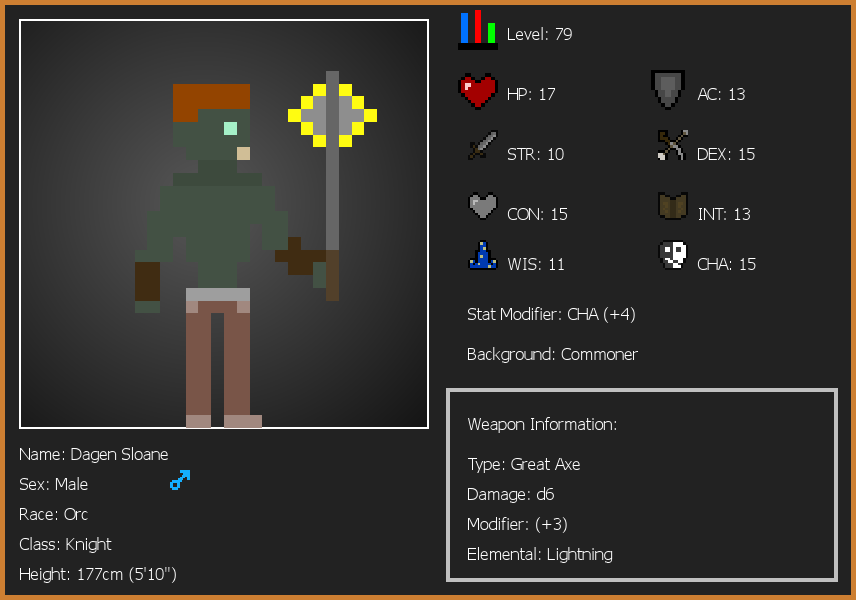 Level: 79
HP: 17
AC: 13
STR: 10
DEX: 15
CON: 15
INT: 13
WIS: 11
CHA: 15
Stat Modifier: CHA (+4)
Background: Commoner
Weapon Information:
Type: Great Axe
Damage: d6
Modifier: (+3)
Elemental: Lightning
Name: Dagen Sloane
Sex: Male
Race: Orc
Class: Knight
Height: 177cm (5'10")